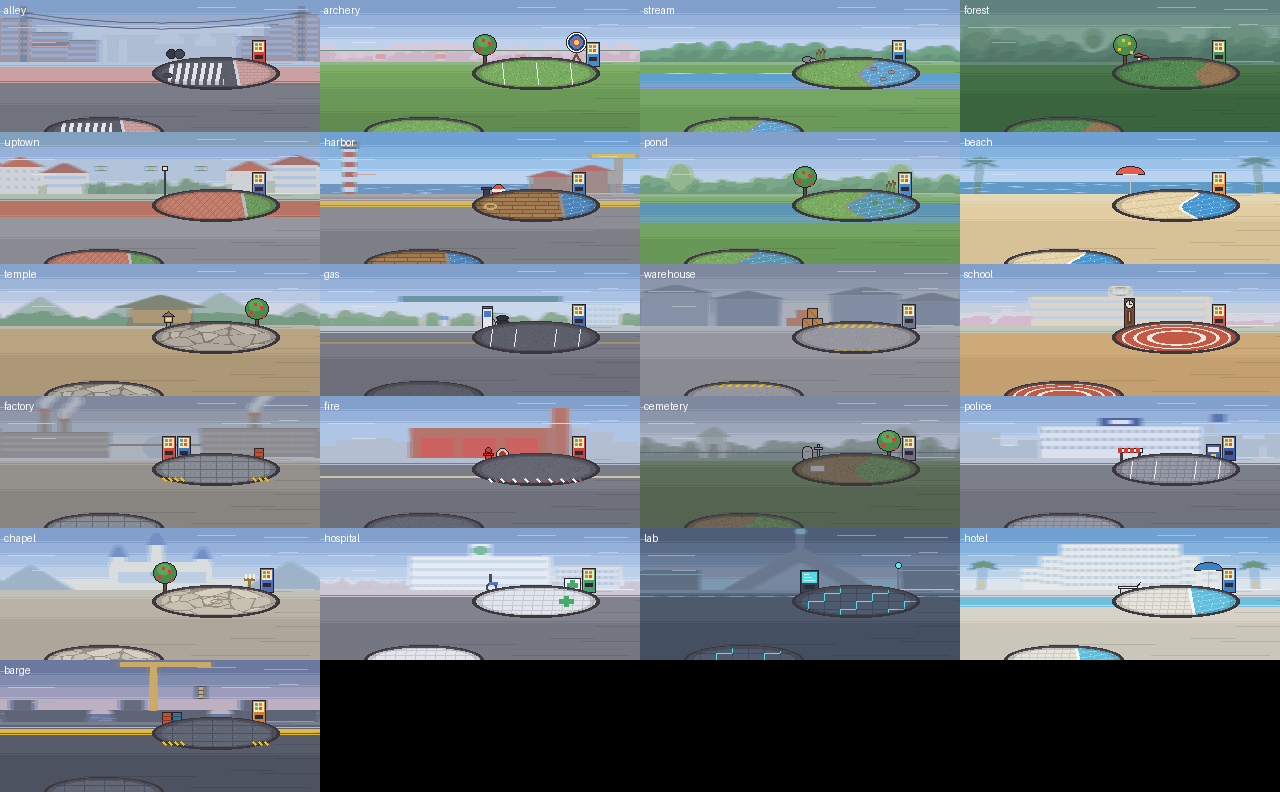 alley
archery
stream
forest
uptown
harbor
pond
beach
temple
gas
warehouse
school
factory
fire
cemetery
police
chapel
hospital
lab
hotel
barge